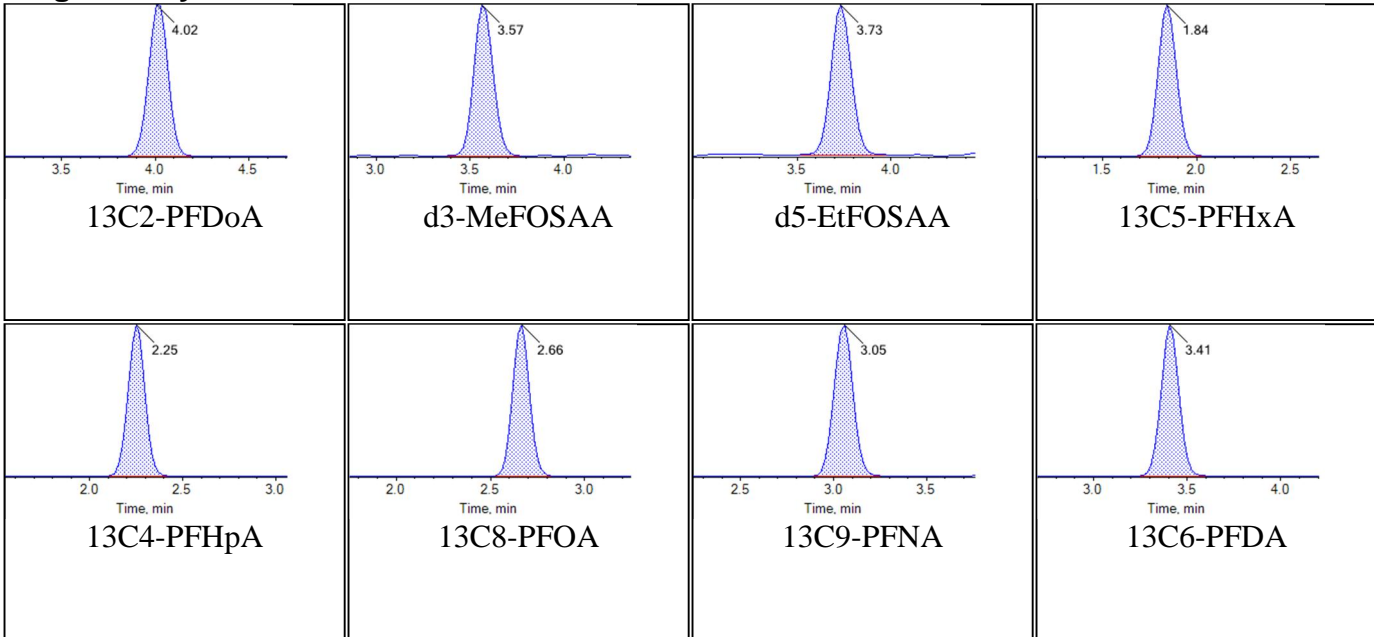 4.02
3.5 4.0 4.5
Time, min
13C2-PFDoA
3.57
3.0 3.5 4.0
Time, min
d3-MeFOSAA
3.73
3.5 4.0
Time, min
d5-EtFOSAA
1.84
1.5 2.0 2.5
Time, min
13C5-PFHxA
2.25
2.0 2.5 3.0
Time, min
13C4-PFHpA
2.66
2.0 2.5 3.0
Time, min
13C8-PFOA
3.05
2.5 3.0 3.5
Time, min
13C9-PFNA
3.41
3.0 3.5 4.0
Time, min
13C6-PFDA